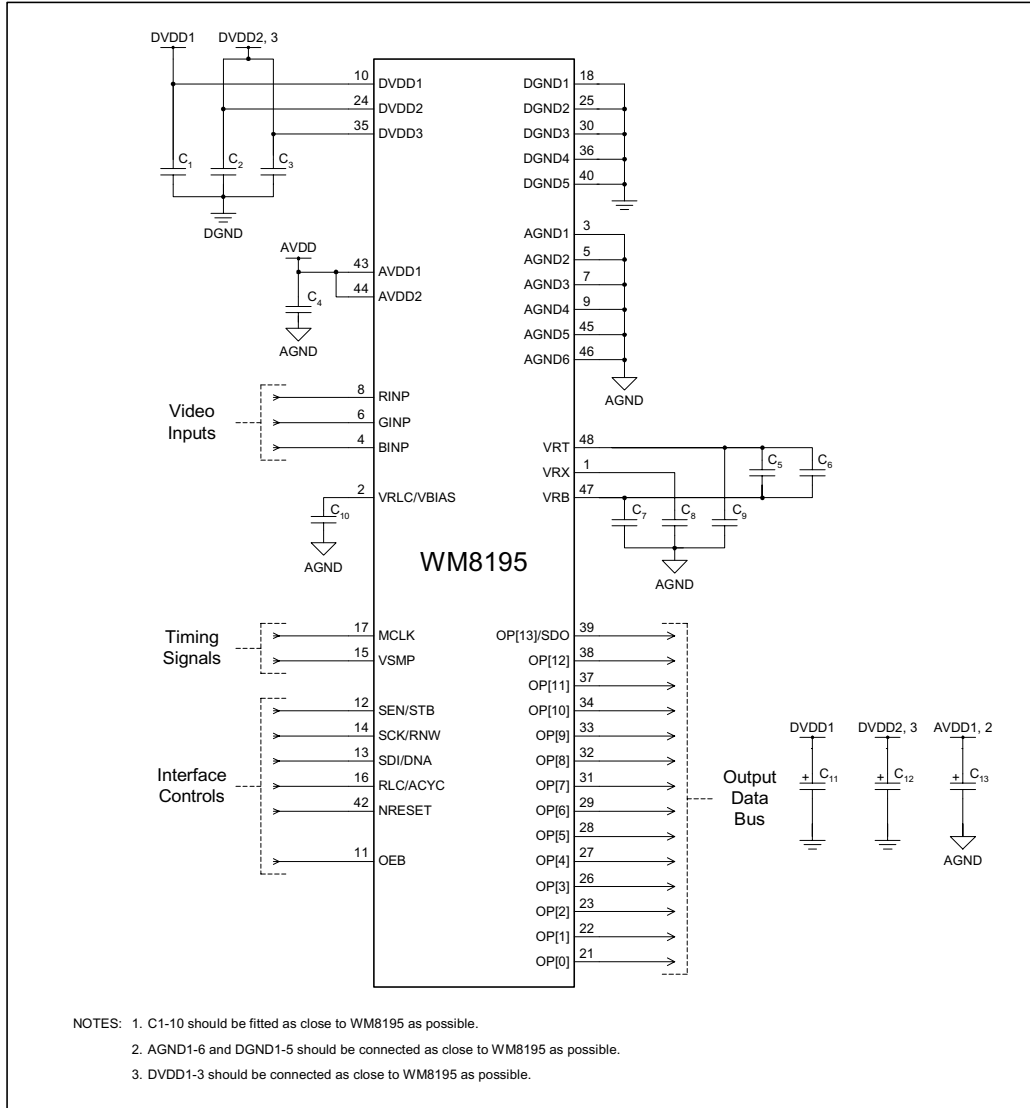 DVDD1 DVDD2, 3
10 DVDD1
24 DVDD2
35 DVDD3
C1 C2 C3
DGND
AVDD
43 AVDD1
44 AVDD2
C4
AGND
Video
Inputs
8 RINP
6 GINP
4 BINP
2 VRLC/VBIAS
C10
AGND
WM8195
Timing
Signals
17 MCLK
15 VSMP
Interface
Controls
12 SEN/STB
14 SCK/RNW
13 SDI/DNA
16 RLC/ACYC
42 NRESET
11 OEB
DGND1 18
DGND2 25
DGND3 30
DGND4 36
DGND5 40
AGND1 3
AGND2 5
AGND3 7
AGND4 9
AGND5 45
AGND6 46
AGND
VRT 48
VRX 1
VRB 47
C5 C6
C7 C8 C9
AGND
OP[13]/SDO 39
OP[12] 38
OP[11] 37
OP[10] 34
OP[9] 33
OP[8] 32
OP[7] 31
OP[6] 29
OP[5] 28
OP[4] 27
OP[3] 26
OP[2] 23
OP[1] 22
OP[0] 21
Output
Data
Bus
DVDD1 DVDD2, 3 AVDD1, 2
+ C11 + C12 + C13
AGND
NOTES: 1. C1-10 should be fitted as close to WM8195 as possible.
2. AGND1-6 and DGND1-5 should be connected as close to WM8195 as possible.
3. DVDD1-3 should be connected as close to WM8195 as possible.